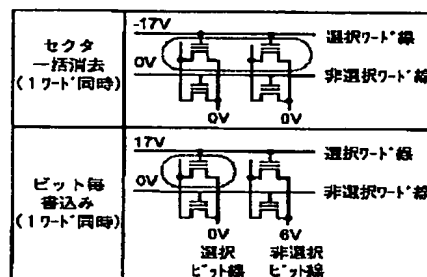 セクタ
一括消去
(1ワード同時)
-17V
選択ワード線
0V
非選択ワード線
0V
0V
ビット毎
書込み
(1ワード同時)
17V
選択ワード線
0V
非選択ワード線
0V
6V
選択
ビット線
非選択
ビット線